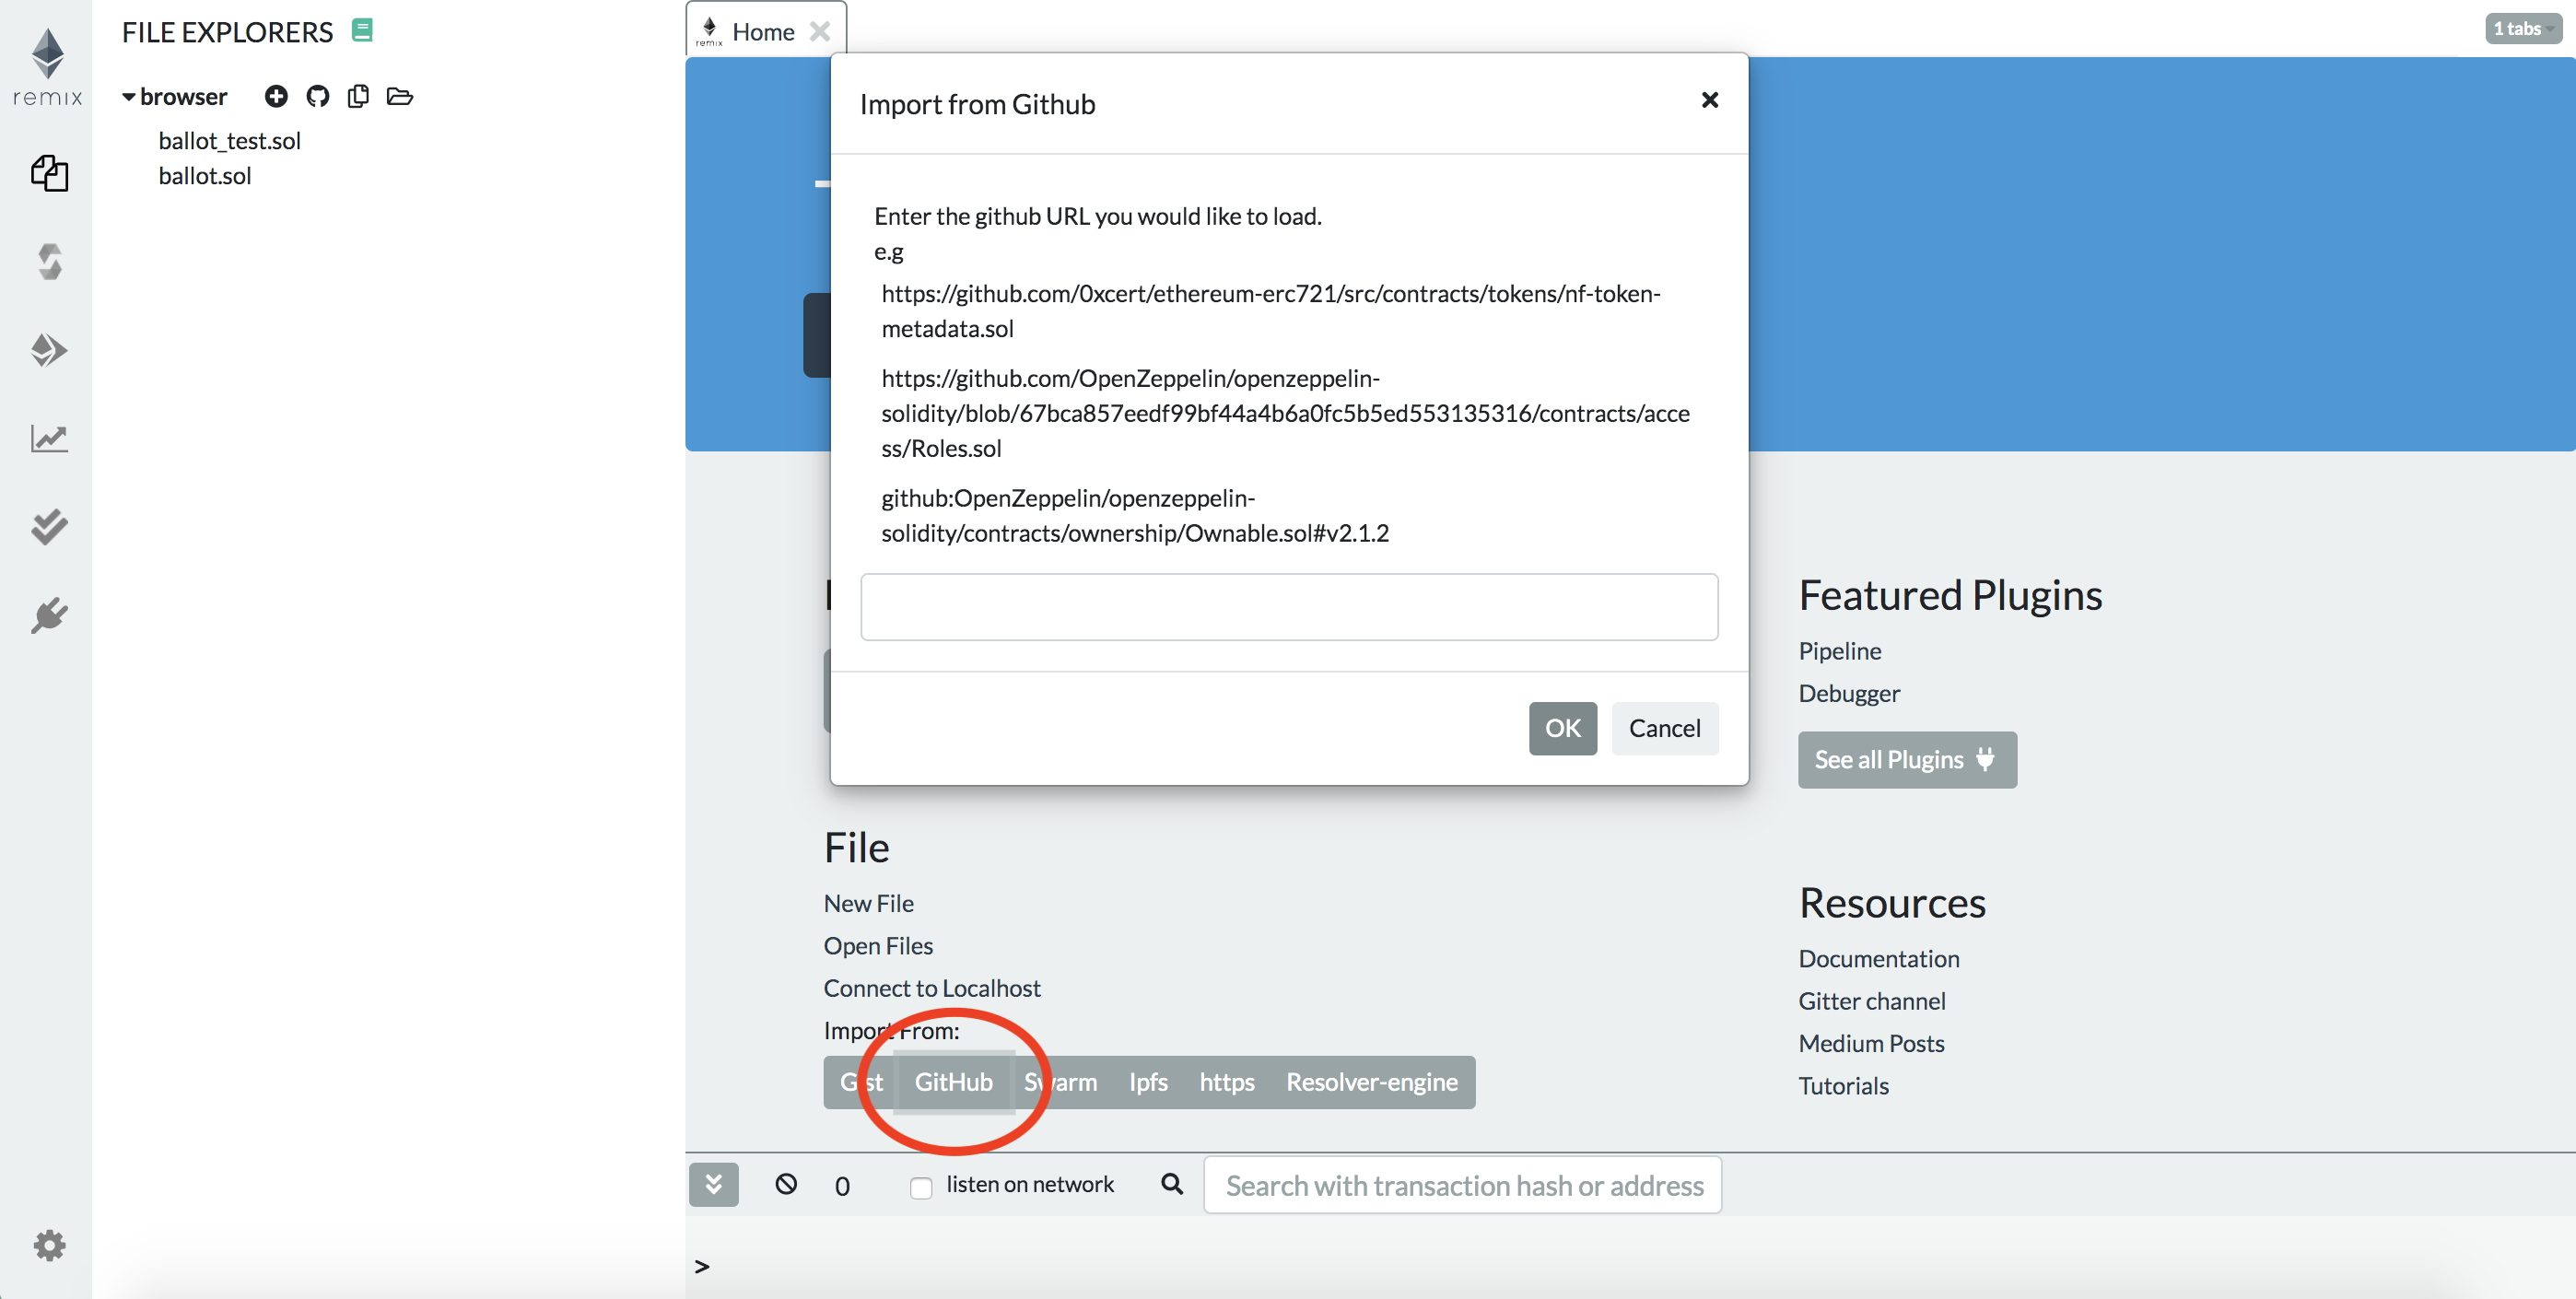 remix
FILE EXPLORERS
browser
ballot_test.sol
ballot.sol
remix
Home
1 tabs
Import from Github
Enter the github URL you would like to load.
e.g
https://github.com/0xcert/ethereum-erc721/src/contracts/tokens/nf-token-
metadata.sol
https://github.com/OpenZeppelin/openzeppelin-
solidity/blob/67bca857eedf99bf44a4b6a0fc5b5ed553135316/contracts/acce
ss/Roles.sol
github:OpenZeppelin/openzeppelin-
solidity/contracts/ownership/Ownable.sol#v2.1.2
OK
Cancel
Featured Plugins
Pipeline
Debugger
See all Plugins
File
New File
Open Files
Connect to Localhost
Import From:
Gist
GitHub
Swarm
Ipfs
https
Resolver-engine
Resources
Documentation
Gitter channel
Medium Posts
Tutorials
0
listen on network
Search with transaction hash or address
>